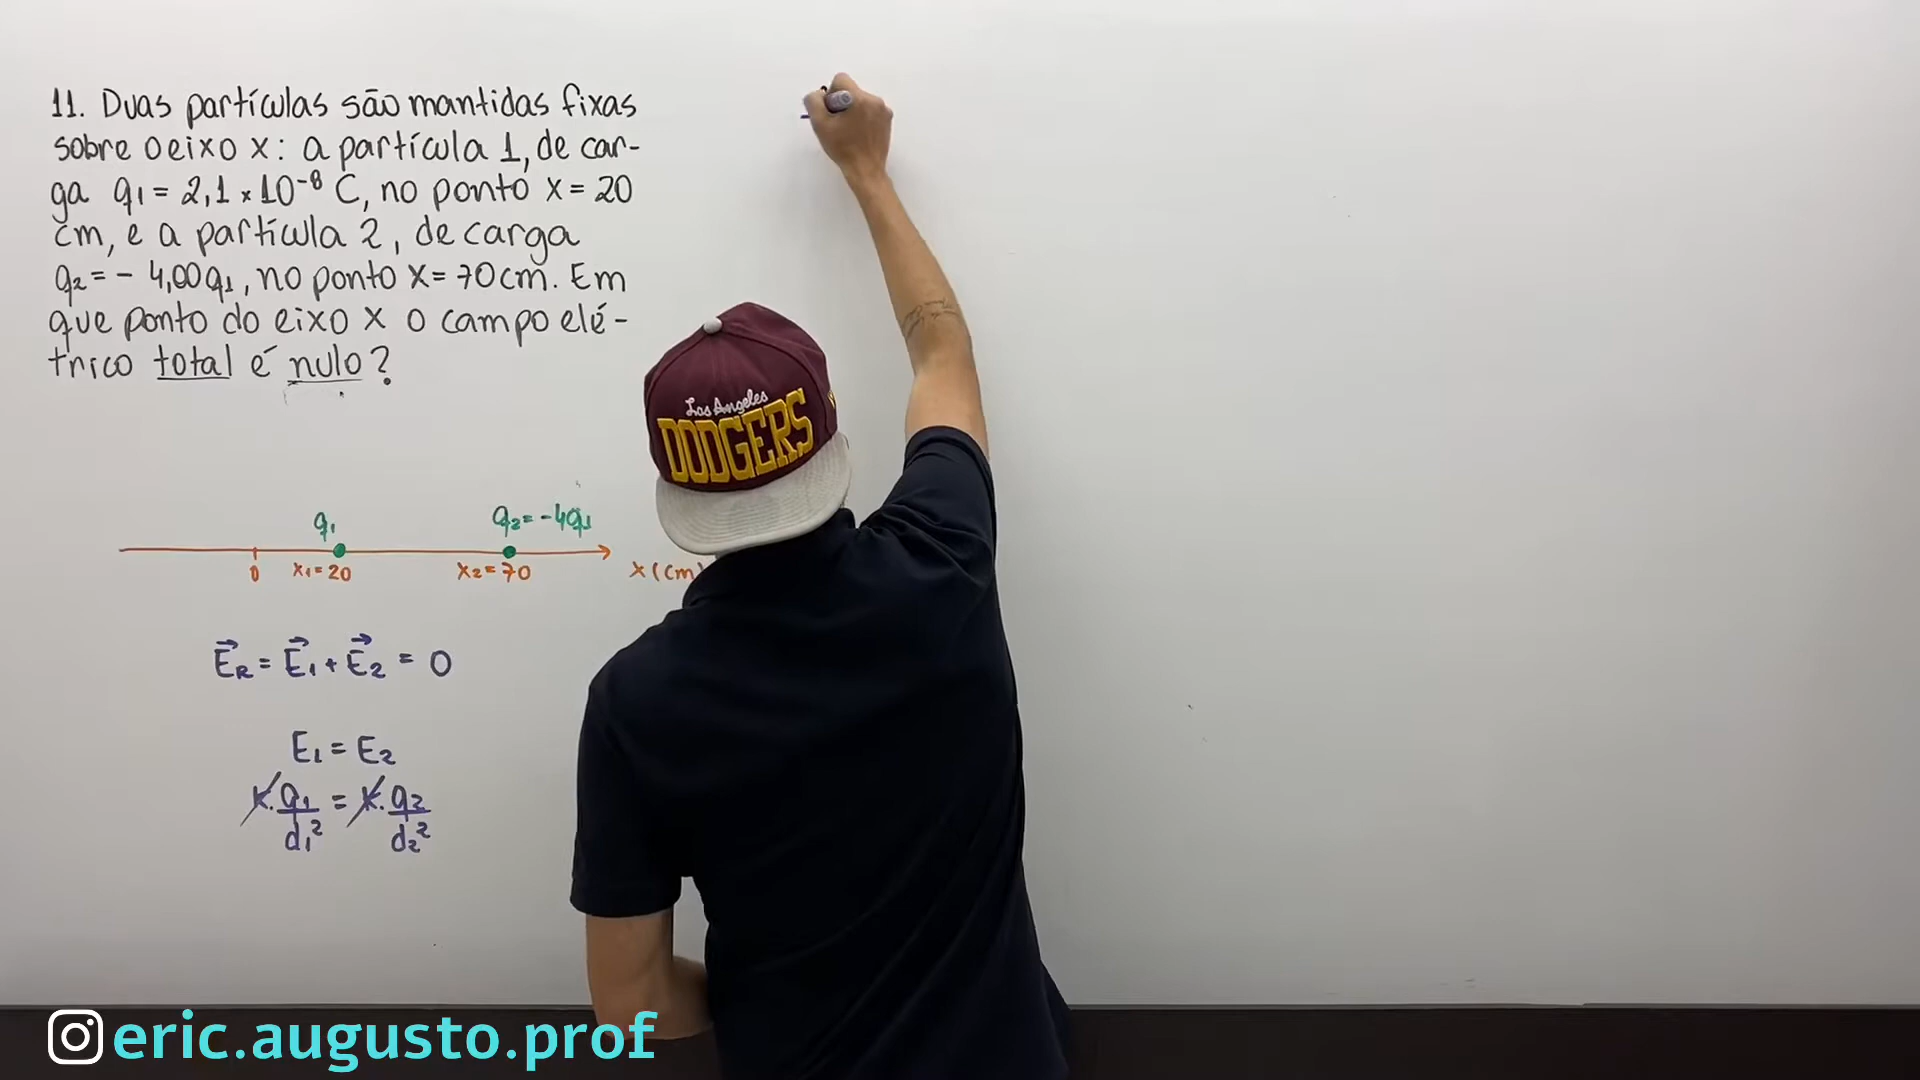 11. Duas partículas são mantidas fixas
sobre o eixo x: a partícula 1, de car-
ga q₁ = 2,1 × 10⁻⁸ C, no ponto x = 20
cm, e a partícula 2, de carga
q₂ = - 4,00q₁, no ponto x = 70 cm. Em
que ponto do eixo x o campo elé-
trico total é nulo?
Los Angeles
DODGERS
q₁ q₂ = -4q₁
0 x₁ = 20 x₂ = 70 x (cm)
E⃗R = E⃗₁ + E⃗₂ = 0
E₁ = E₂
K. q₁/d₁² = K. q₂/d₂²
eric.augusto.prof